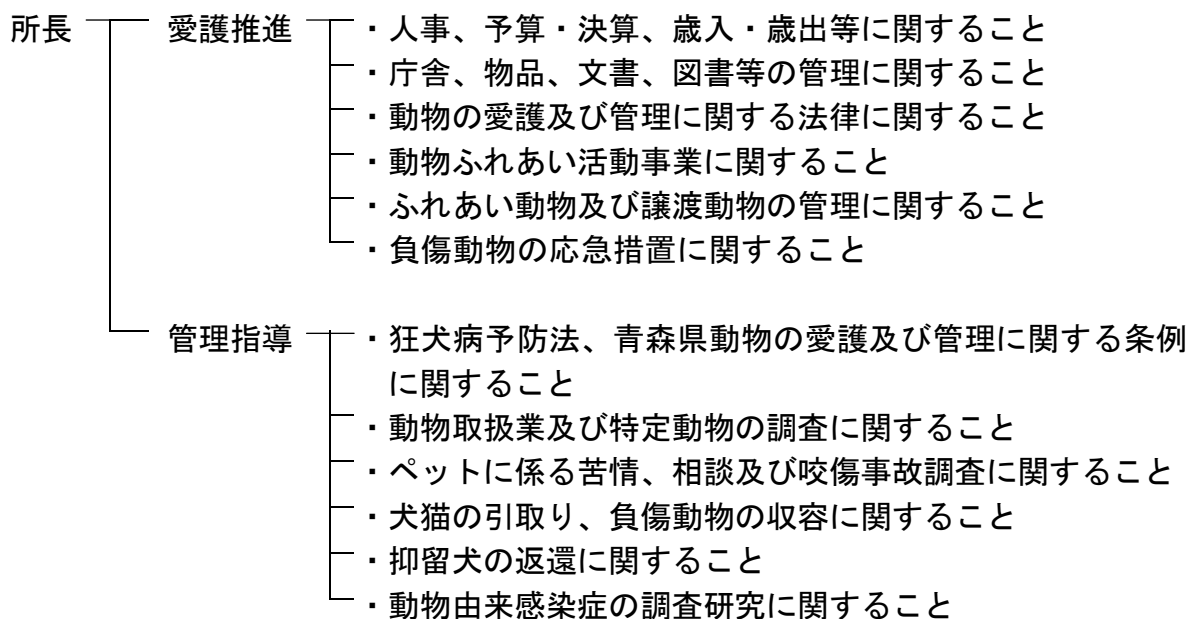 所長 愛護推進 ・人事、予算・決算、歳入・歳出等に関すること
・庁舎、物品、文書、図書等の管理に関すること
・動物の愛護及び管理に関する法律に関すること
・動物ふれあい活動事業に関すること
・ふれあい動物及び譲渡動物の管理に関すること
・負傷動物の応急措置に関すること
管理指導 ・狂犬病予防法、青森県動物の愛護及び管理に関する条例
に関すること
・動物取扱業及び特定動物の調査に関すること
・ペットに係る苦情、相談及び咬傷事故調査に関すること
・犬猫の引取り、負傷動物の収容に関すること
・抑留犬の返還に関すること
・動物由来感染症の調査研究に関すること